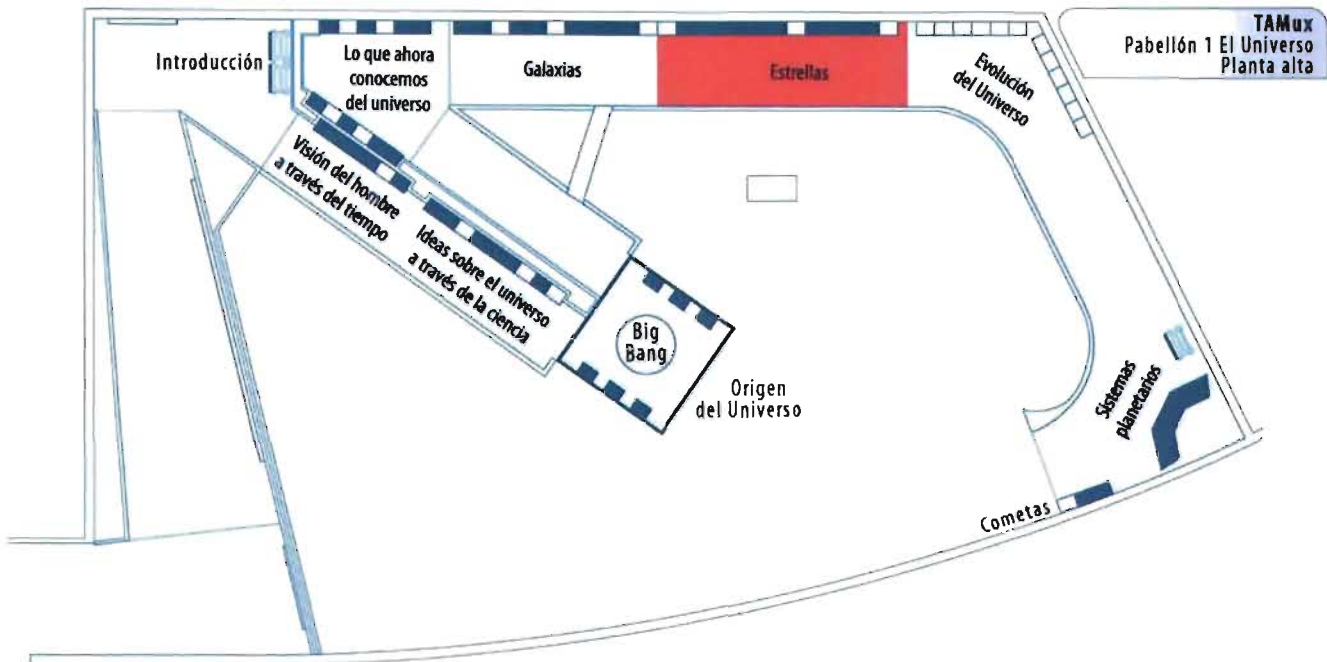 TAMux
Pabellón 1 El Universo
Planta alta
Introducción
Lo que ahora
conocemos
del universo
Galaxias
Estrellas
Evolución
del Universo
Visión del hombre
a través del tiempo
Ideas sobre el universo
a través de la ciencia
Big
Bang
Origen
del Universo
Sistemas
planetarios
Cometas